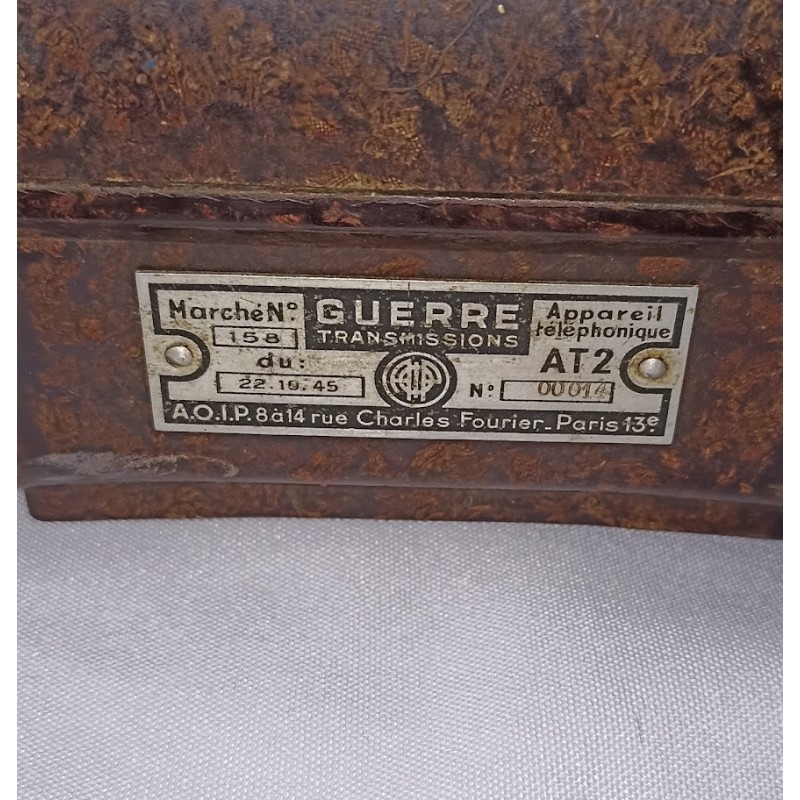 Marché N°
158
du:
22.10.45
GUERRE
TRANSMISSIONS
Appareil
téléphonique
AT2
N° 00014
A.O.I.P. 8 à 14 rue Charles Fourier_Paris 13e.